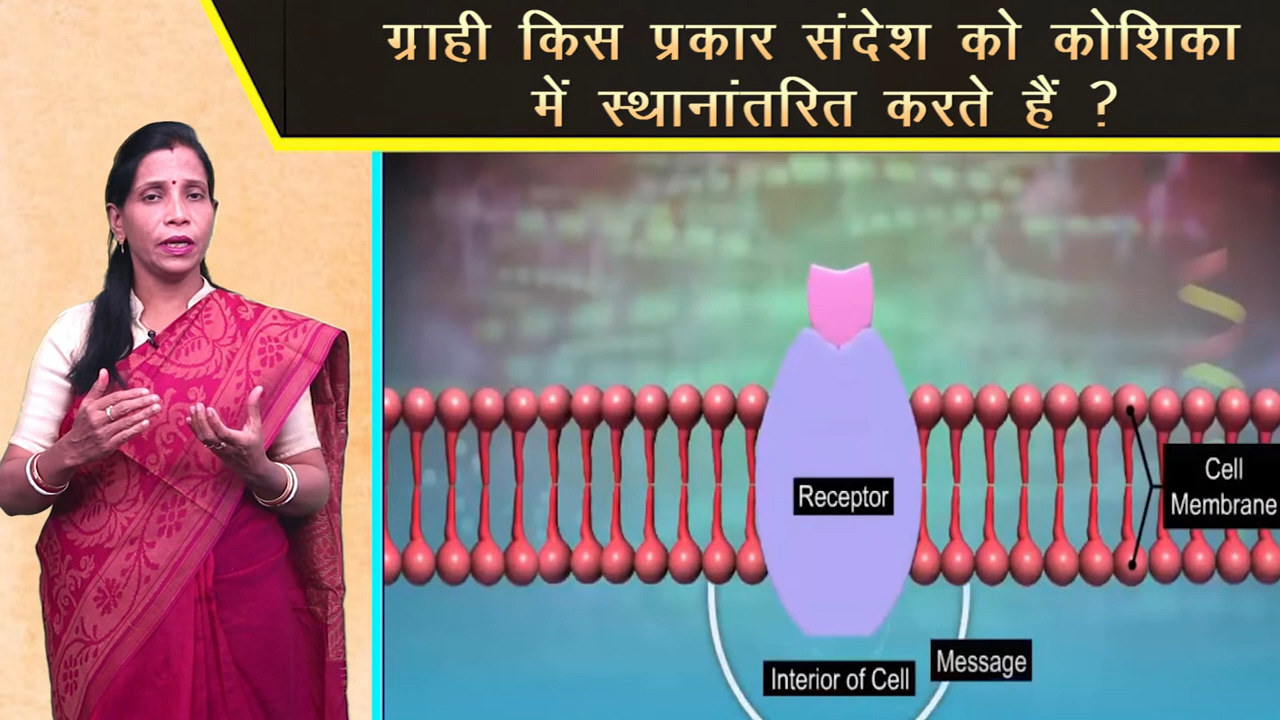 ग्राही किस प्रकार संदेश को कोशिका
में स्थानांतरित करते हैं ?
Receptor
Cell
Membrane
Message
Interior of Cell